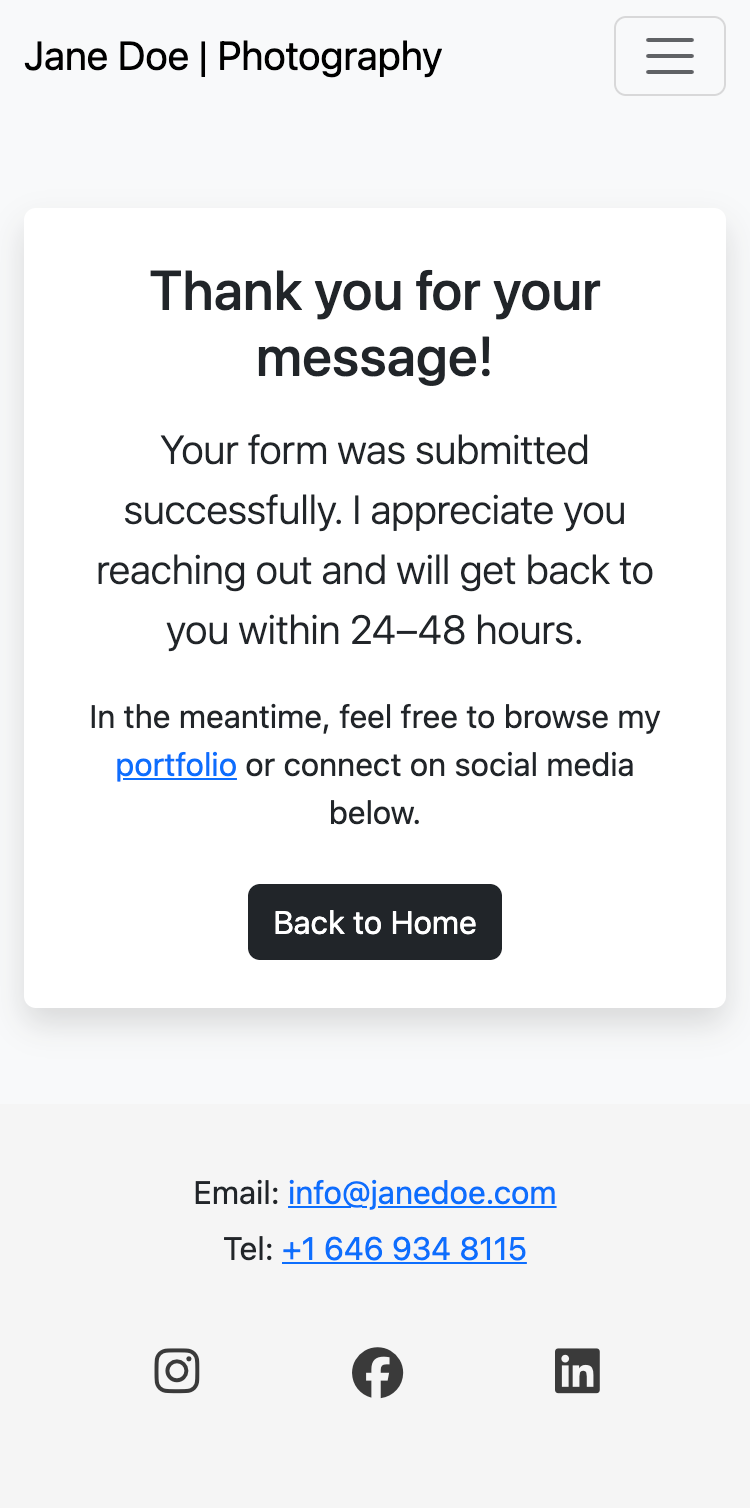 Jane Doe | Photography
Thank you for your
message!
Your form was submitted
successfully. I appreciate you
reaching out and will get back to
you within 24–48 hours.
In the meantime, feel free to browse my
portfolio or connect on social media
below.
Back to Home
Email: info@janedoe.com
Tel: +1 646 934 8115